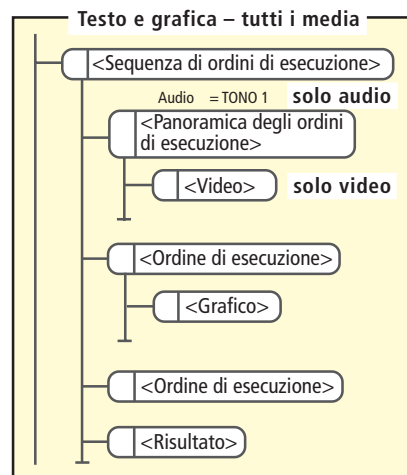 Testo e grafica – tutti i media
<Sequenza di ordini di esecuzione>
Audio = TONO 1 solo audio
<Panoramica degli ordini
di esecuzione>
<Video> solo video
<Ordine di esecuzione>
<Grafico>
<Ordine di esecuzione>
<Risultato>